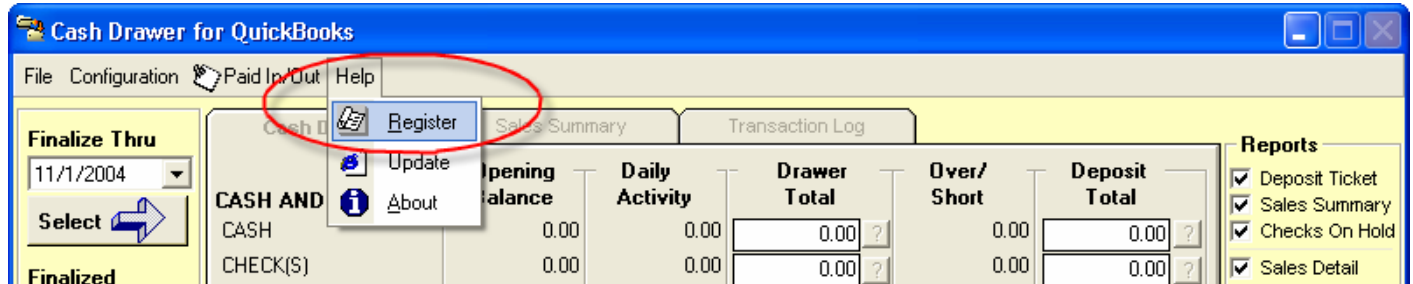 Cash Drawer for QuickBooks
File Configuration Paid In/Out Help
Register
Update
About
Finalize Thru
11/1/2004
Select
Finalized
Sales Summary Transaction Log
Opening Balance Daily Activity Drawer Total Over/ Short Deposit Total
CASH AND
CASH 0.00 0.00 0.00 ? 0.00 0.00 ?
CHECK(S) 0.00 0.00 0.00 ? 0.00 0.00 ?
Reports
Deposit Ticket
Sales Summary
Checks On Hold
Sales Detail